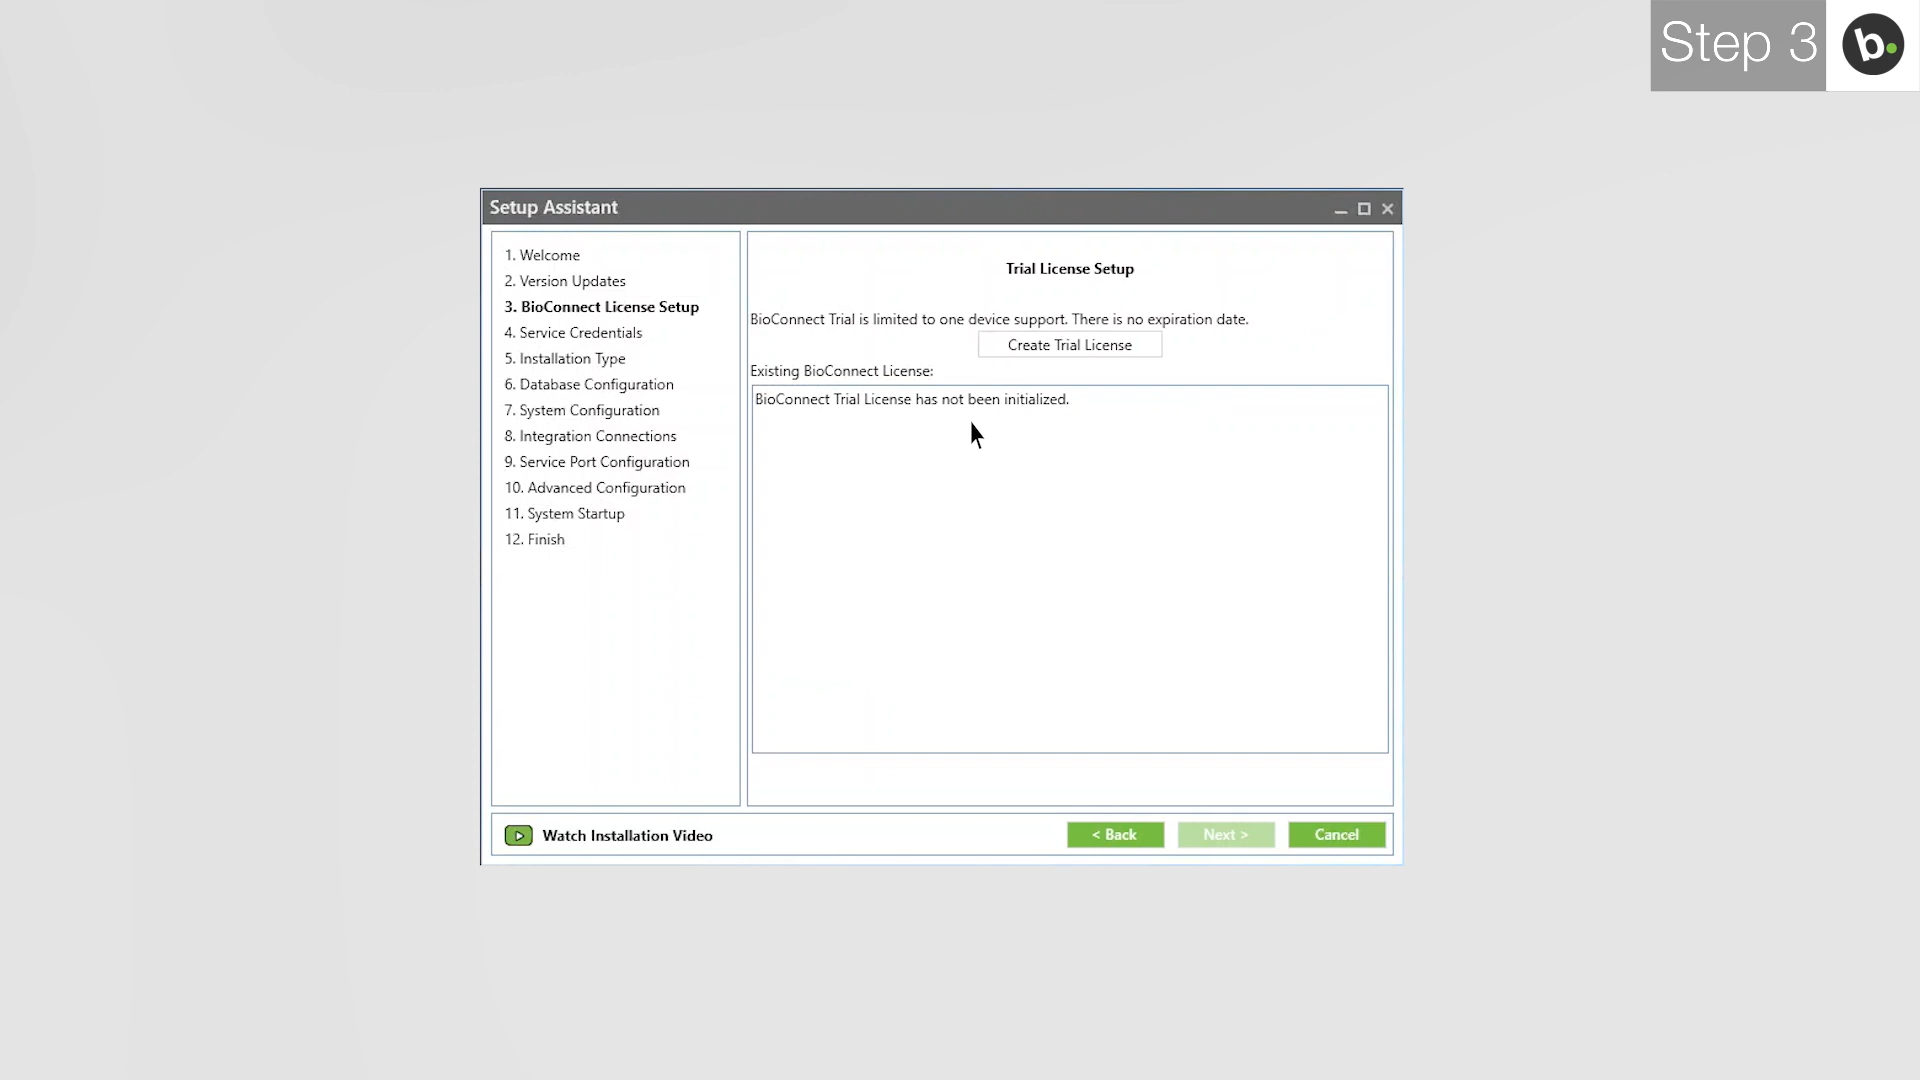 Step 3
b.
Setup Assistant
1. Welcome
2. Version Updates
3. BioConnect License Setup
4. Service Credentials
5. Installation Type
6. Database Configuration
7. System Configuration
8. Integration Connections
9. Service Port Configuration
10. Advanced Configuration
11. System Startup
12. Finish
Trial License Setup
BioConnect Trial is limited to one device support. There is no expiration date.
Create Trial License
Existing BioConnect License:
BioConnect Trial License has not been initialized.
Watch Installation Video
< Back
Next >
Cancel